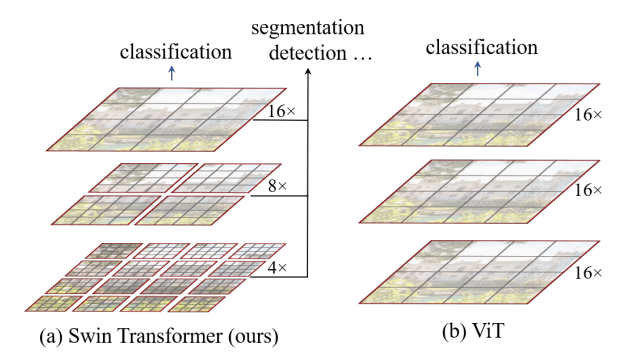 segmentation
classification
detection …
classification
16×
16×
8×
16×
4×
16×
(a) Swin Transformer (ours)
(b) ViT